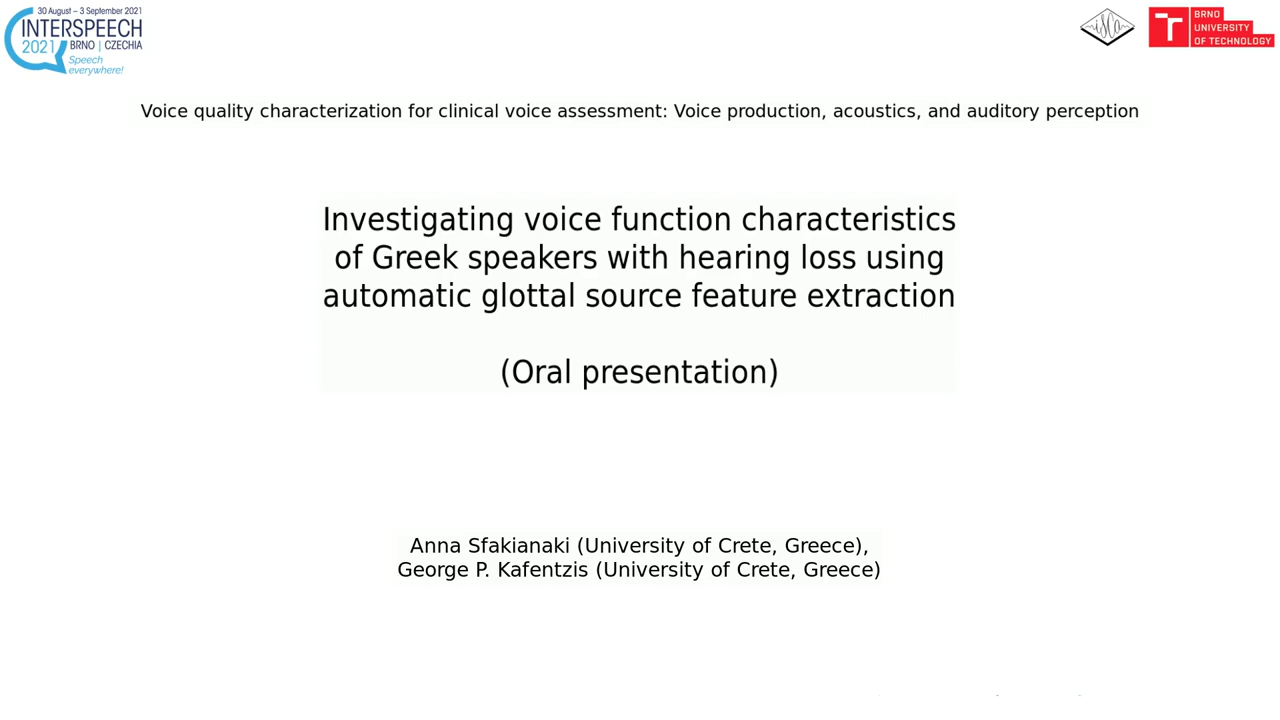 30 August – 3 September 2021
INTERSPEECH
2021 BRNO | CZECHIA
Speech
everywhere!
isca
BRNO
UNIVERSITY
OF TECHNOLOGY
Voice quality characterization for clinical voice assessment: Voice production, acoustics, and auditory perception
Investigating voice function characteristics
of Greek speakers with hearing loss using
automatic glottal source feature extraction
(Oral presentation)
Anna Sfakianaki (University of Crete, Greece),
George P. Kafentzis (University of Crete, Greece)